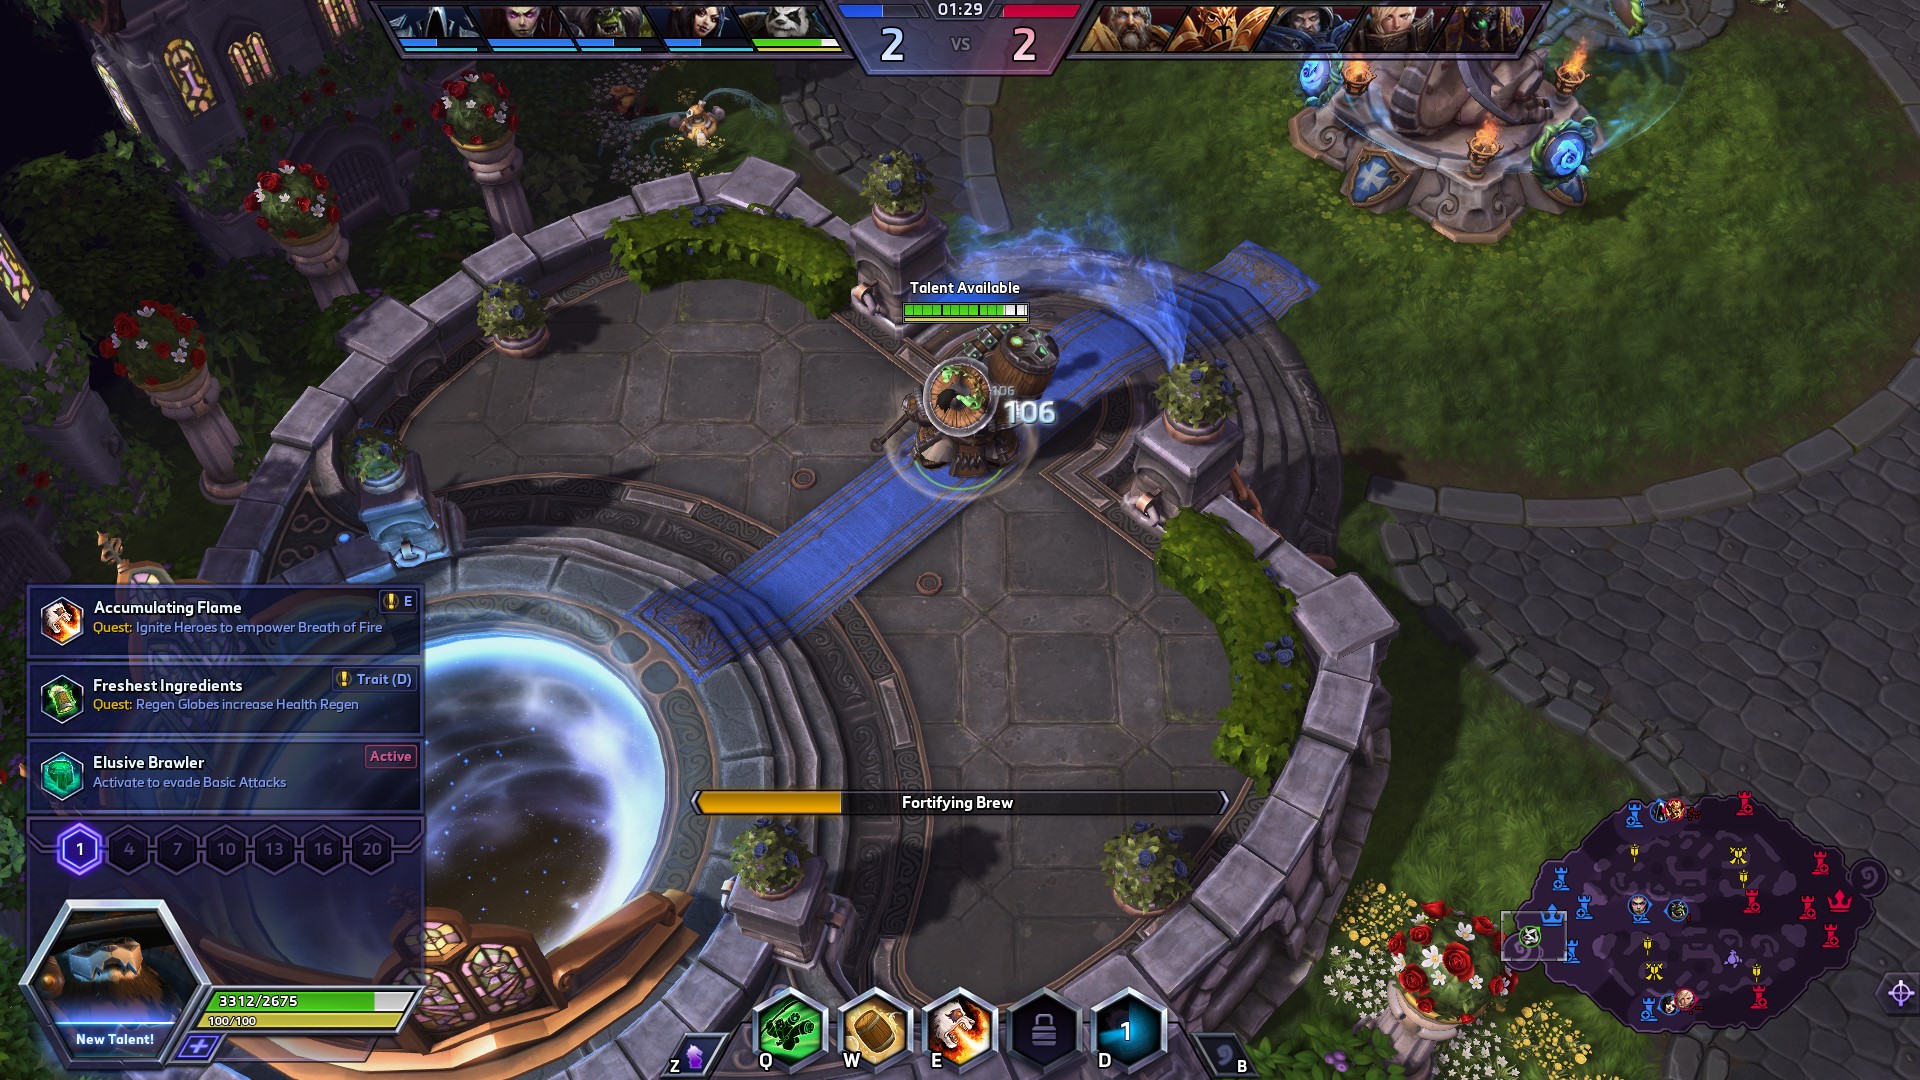 01:29
2 VS 2
Talent Available
106
106
Accumulating Flame
E
Quest: Ignite Heroes to empower Breath of Fire
Freshest Ingredients
Trait (D)
Quest: Regen Globes increase Health Regen
Elusive Brawler
Active
Activate to evade Basic Attacks
Fortifying Brew
1 4 7 10 13 16 20
3312/2675
100/100
New Talent!
1
Z Q W E D B